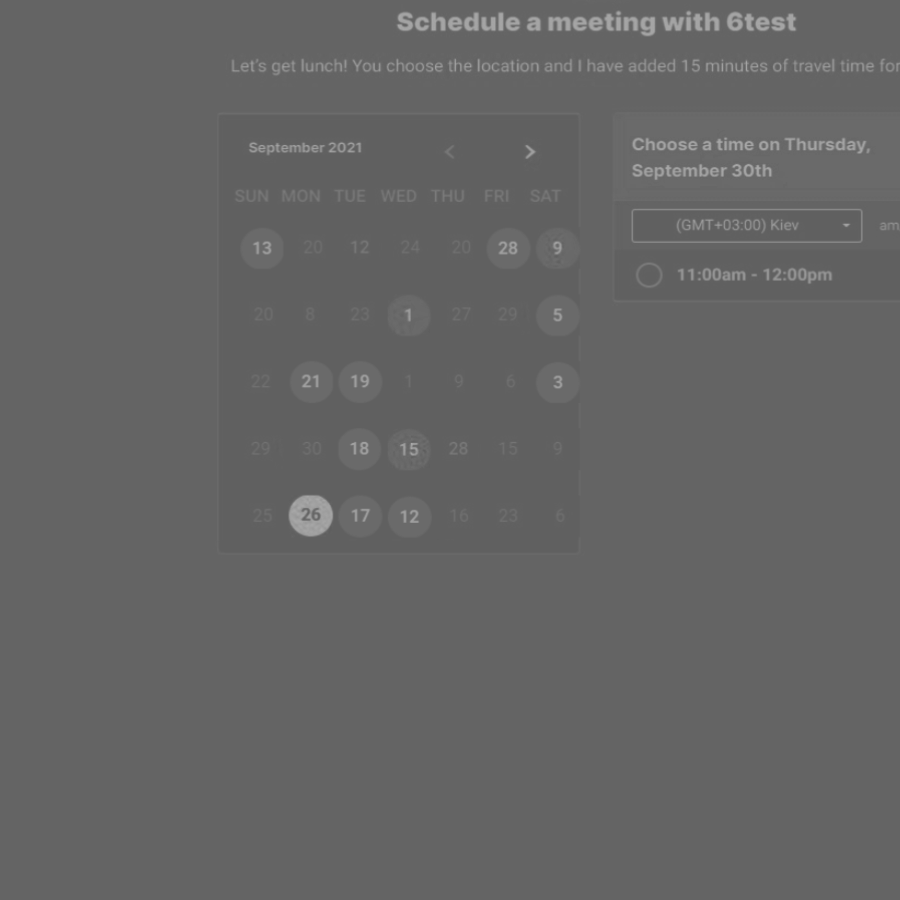 Schedule a meeting with 6test
Let's get lunch! You choose the location and I have added 15 minutes of travel time for
September 2021
SUN MON TUE WED THU FRI SAT
13 20 12 24 20 28 9
20 8 23 1 27 29 5
22 21 19 1 9 6 3
29 30 18 15 28 15 9
25 26 17 12 16 23 6
Choose a time on Thursday,
September 30th
(GMT+03:00) Kiev am
11:00am - 12:00pm